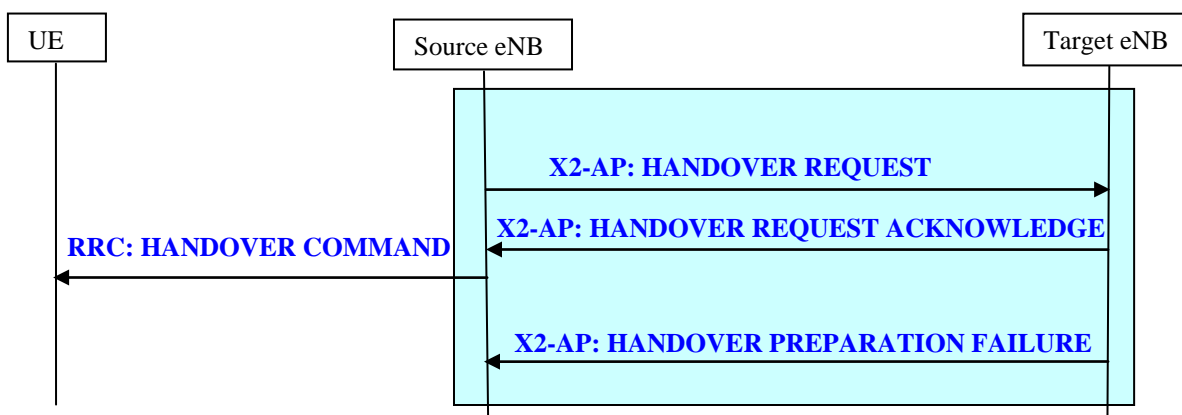 UE
Source eNB
Target eNB
X2-AP: HANDOVER REQUEST
X2-AP: HANDOVER REQUEST ACKNOWLEDGE
RRC: HANDOVER COMMAND
X2-AP: HANDOVER PREPARATION FAILURE